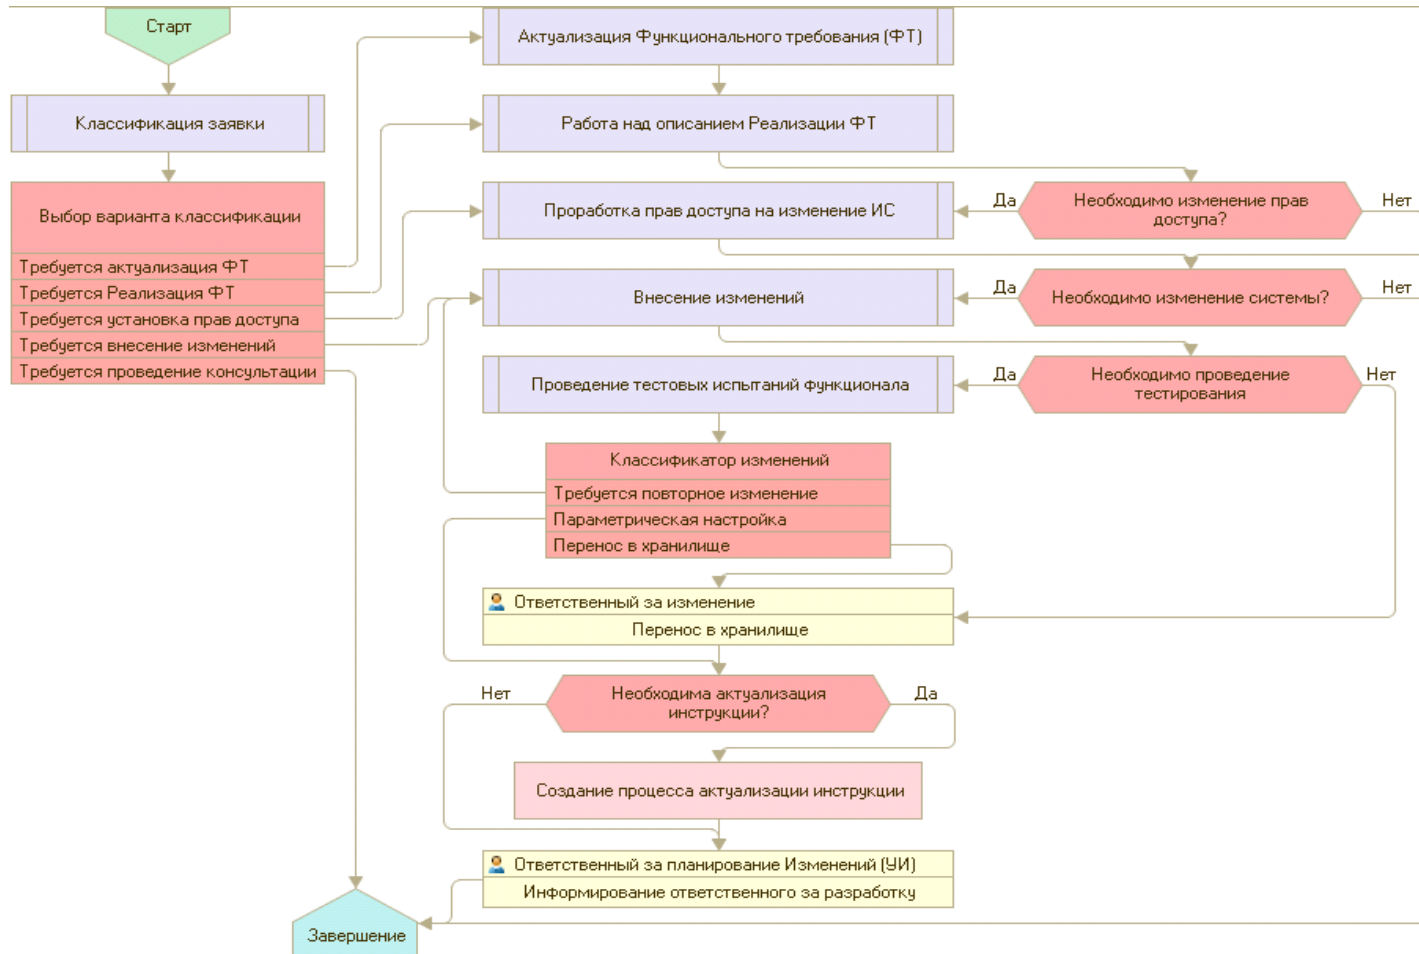 Старт
Классификация заявки
Выбор варианта классификации
Требуется актуализация ФТ
Требуется Реализация ФТ
Требуется установка прав доступа
Требуется внесение изменений
Требуется проведение консультации
Актуализация Функционального требования (ФТ)
Работа над описанием Реализации ФТ
Проработка прав доступа на изменение ИС
Да
Необходимо изменение прав
доступа?
Нет
Внесение изменений
Да
Необходимо изменение системы?
Нет
Проведение тестовых испытаний функционала
Да
Необходимо проведение
тестирования
Нет
Классификатор изменений
Требуется повторное изменение
Параметрическая настройка
Перенос в хранилище
Ответственный за изменение
Перенос в хранилище
Нет
Необходима актуализация
инструкции?
Да
Создание процесса актуализации инструкции
Ответственный за планирование Изменений (УИ)
Информирование ответственного за разработку
Завершение